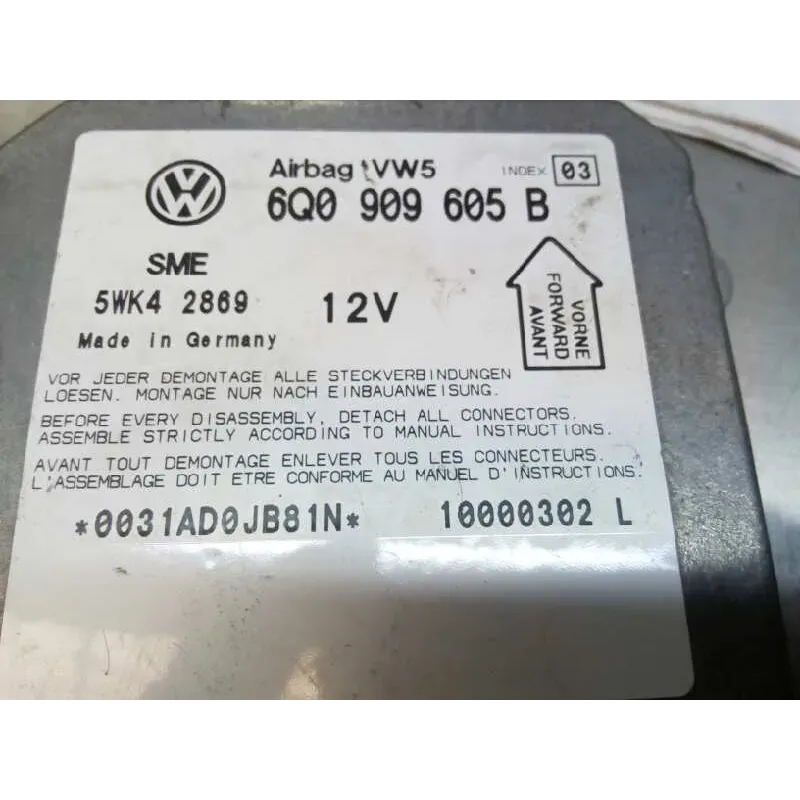 Airbag VW5 INDEX 03
6Q0 909 605 B
SME
5WK4 2869 12V
Made in Germany
VORNE
FORWARD
AVANT
VOR JEDER DEMONTAGE ALLE STECKVERBINDUNGEN
LOESEN. MONTAGE NUR NACH EINBAUANWEISUNG.
BEFORE EVERY DISASSEMBLY, DETACH ALL CONNECTORS.
ASSEMBLE STRICTLY ACCORDING TO MANUAL INSTRUCTIONS.
AVANT TOUT DEMONTAGE ENLEVER TOUS LES CONNECTEURS.
L'ASSEMBLAGE DOIT ETRE CONFORME AU MANUEL D'INSTRUCTIONS.
*0031AD0JB81N* 10000302 L